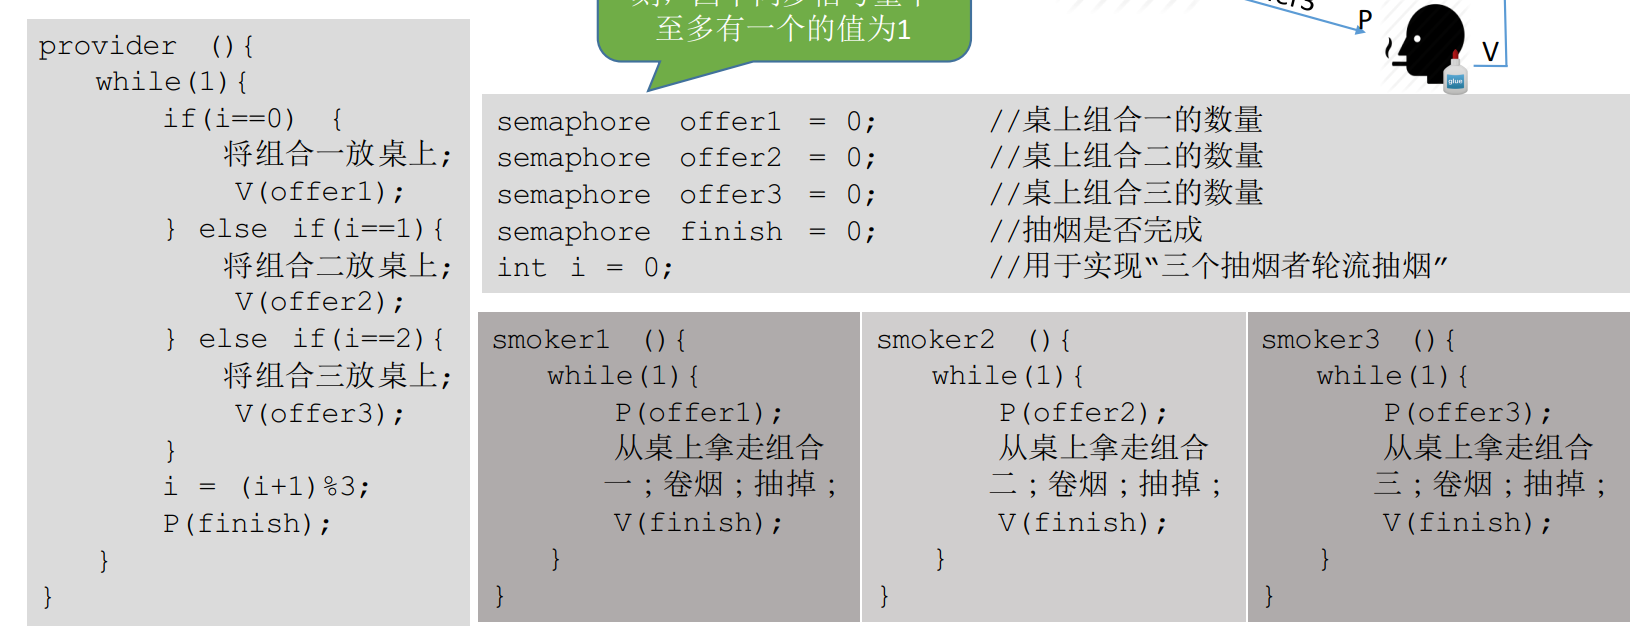 至多有一个的值为1
P
V
glue
provider (){
while(1){
if(i==0) {
将组合一放桌上;
V(offer1);
} else if(i==1){
将组合二放桌上;
V(offer2);
} else if(i==2){
将组合三放桌上;
V(offer3);
}
i = (i+1)%3;
P(finish);
}
}
semaphore offer1 = 0; //桌上组合一的数量
semaphore offer2 = 0; //桌上组合二的数量
semaphore offer3 = 0; //桌上组合三的数量
semaphore finish = 0; //抽烟是否完成
int i = 0; //用于实现“三个抽烟者轮流抽烟”
smoker1 (){
while(1){
P(offer1);
从桌上拿走组合
一；卷烟；抽掉；
V(finish);
}
}
smoker2 (){
while(1){
P(offer2);
从桌上拿走组合
二；卷烟；抽掉；
V(finish);
}
}
smoker3 (){
while(1){
P(offer3);
从桌上拿走组合
三；卷烟；抽掉；
V(finish);
}
}